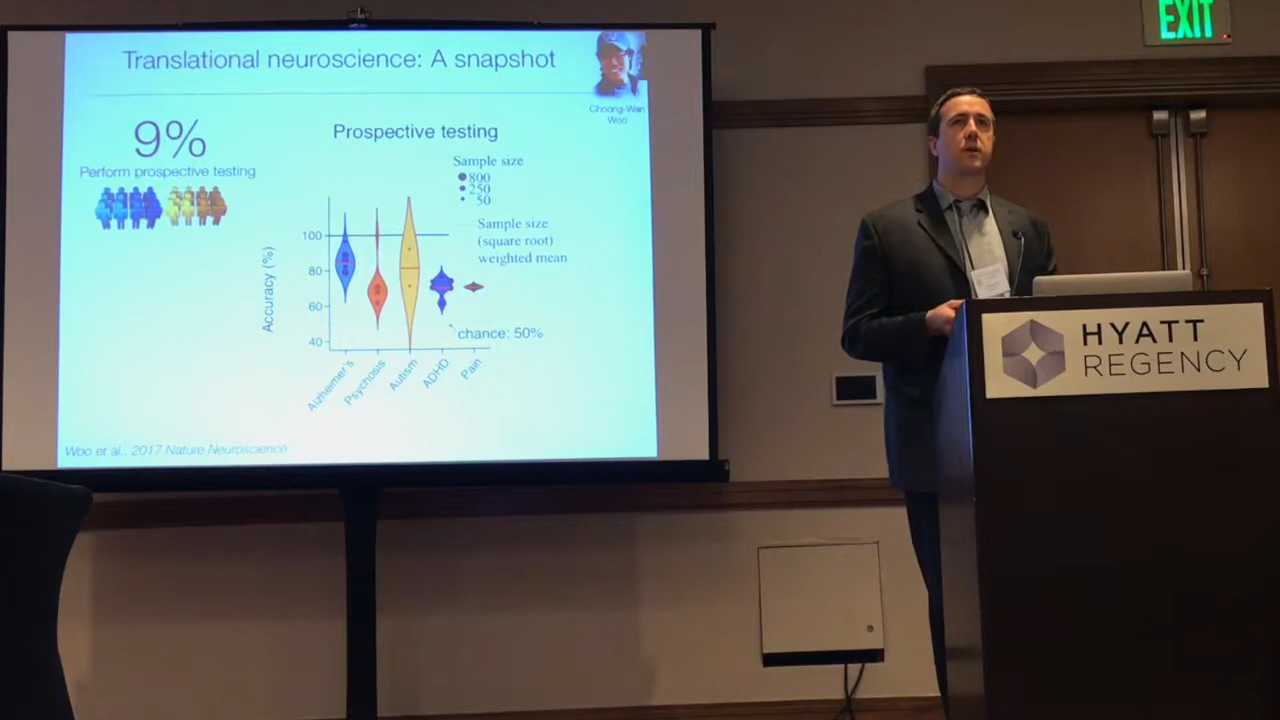 Translational neuroscience: A snapshot
Choong-Wan
Woo
9%
Perform prospective testing
Prospective testing
Sample size
800
250
50
Sample size
(square root)
weighted mean
Accuracy (%)
100
80
60
40
chance: 50%
Alzheimer's
Psychosis
Autism
ADHD
Pain
Woo et al., 2017 Nature Neuroscience
EXIT
HYATT
REGENCY